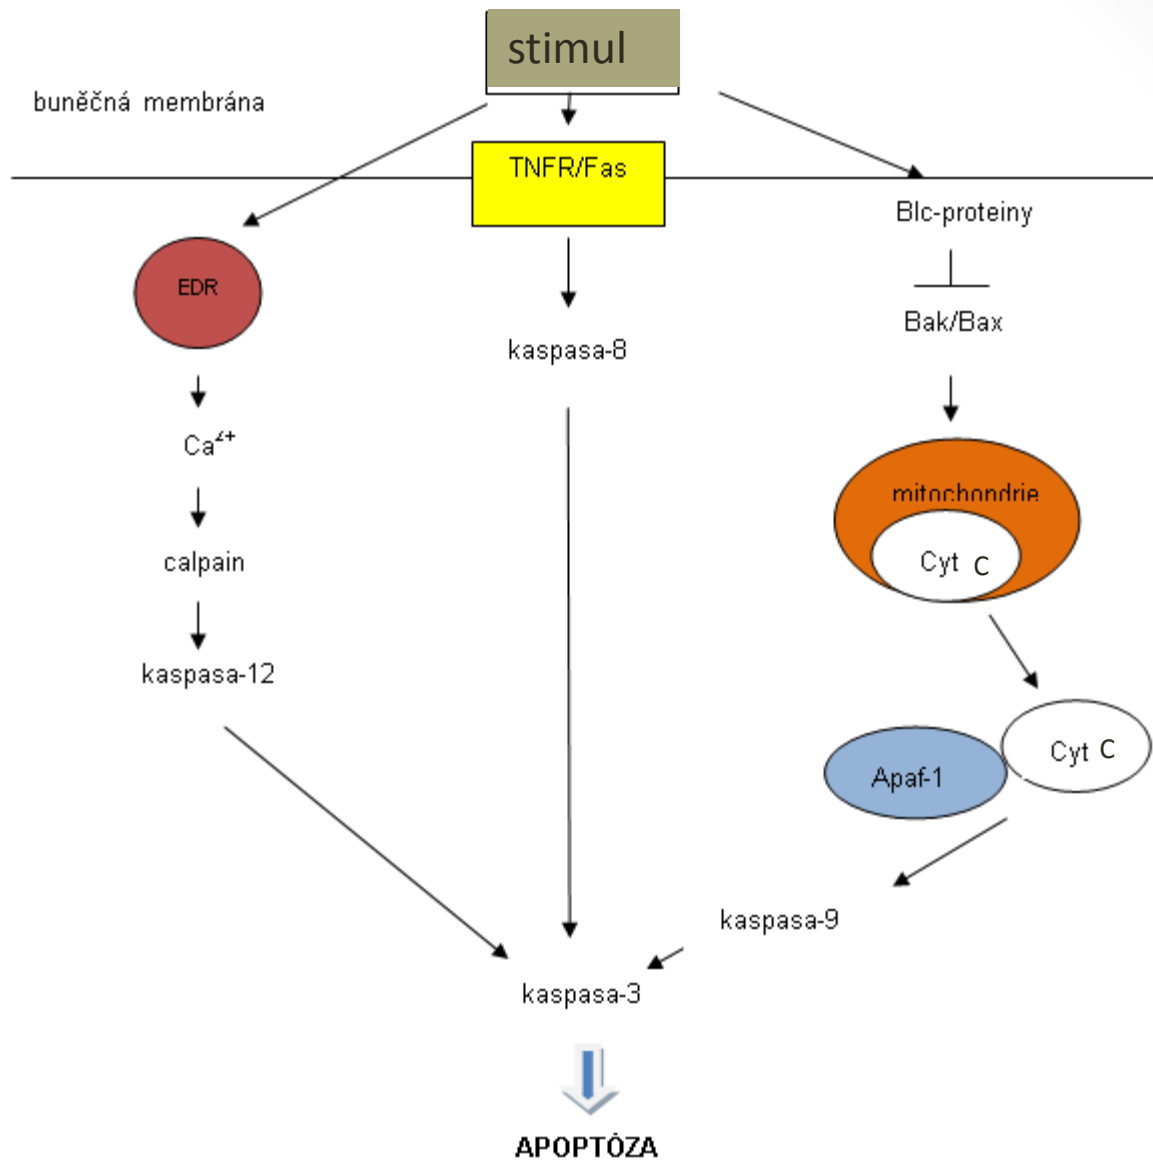 stimul
buněčná membrána
TNFR/Fas
Blc-proteiny
EDR
Bak/Bax
kaspasa-8
Ca²⁺
mitochondrie
calpain
Cyt C
kaspasa-12
Cyt C
Apaf-1
kaspasa-9
kaspasa-3
APOPTÓZA